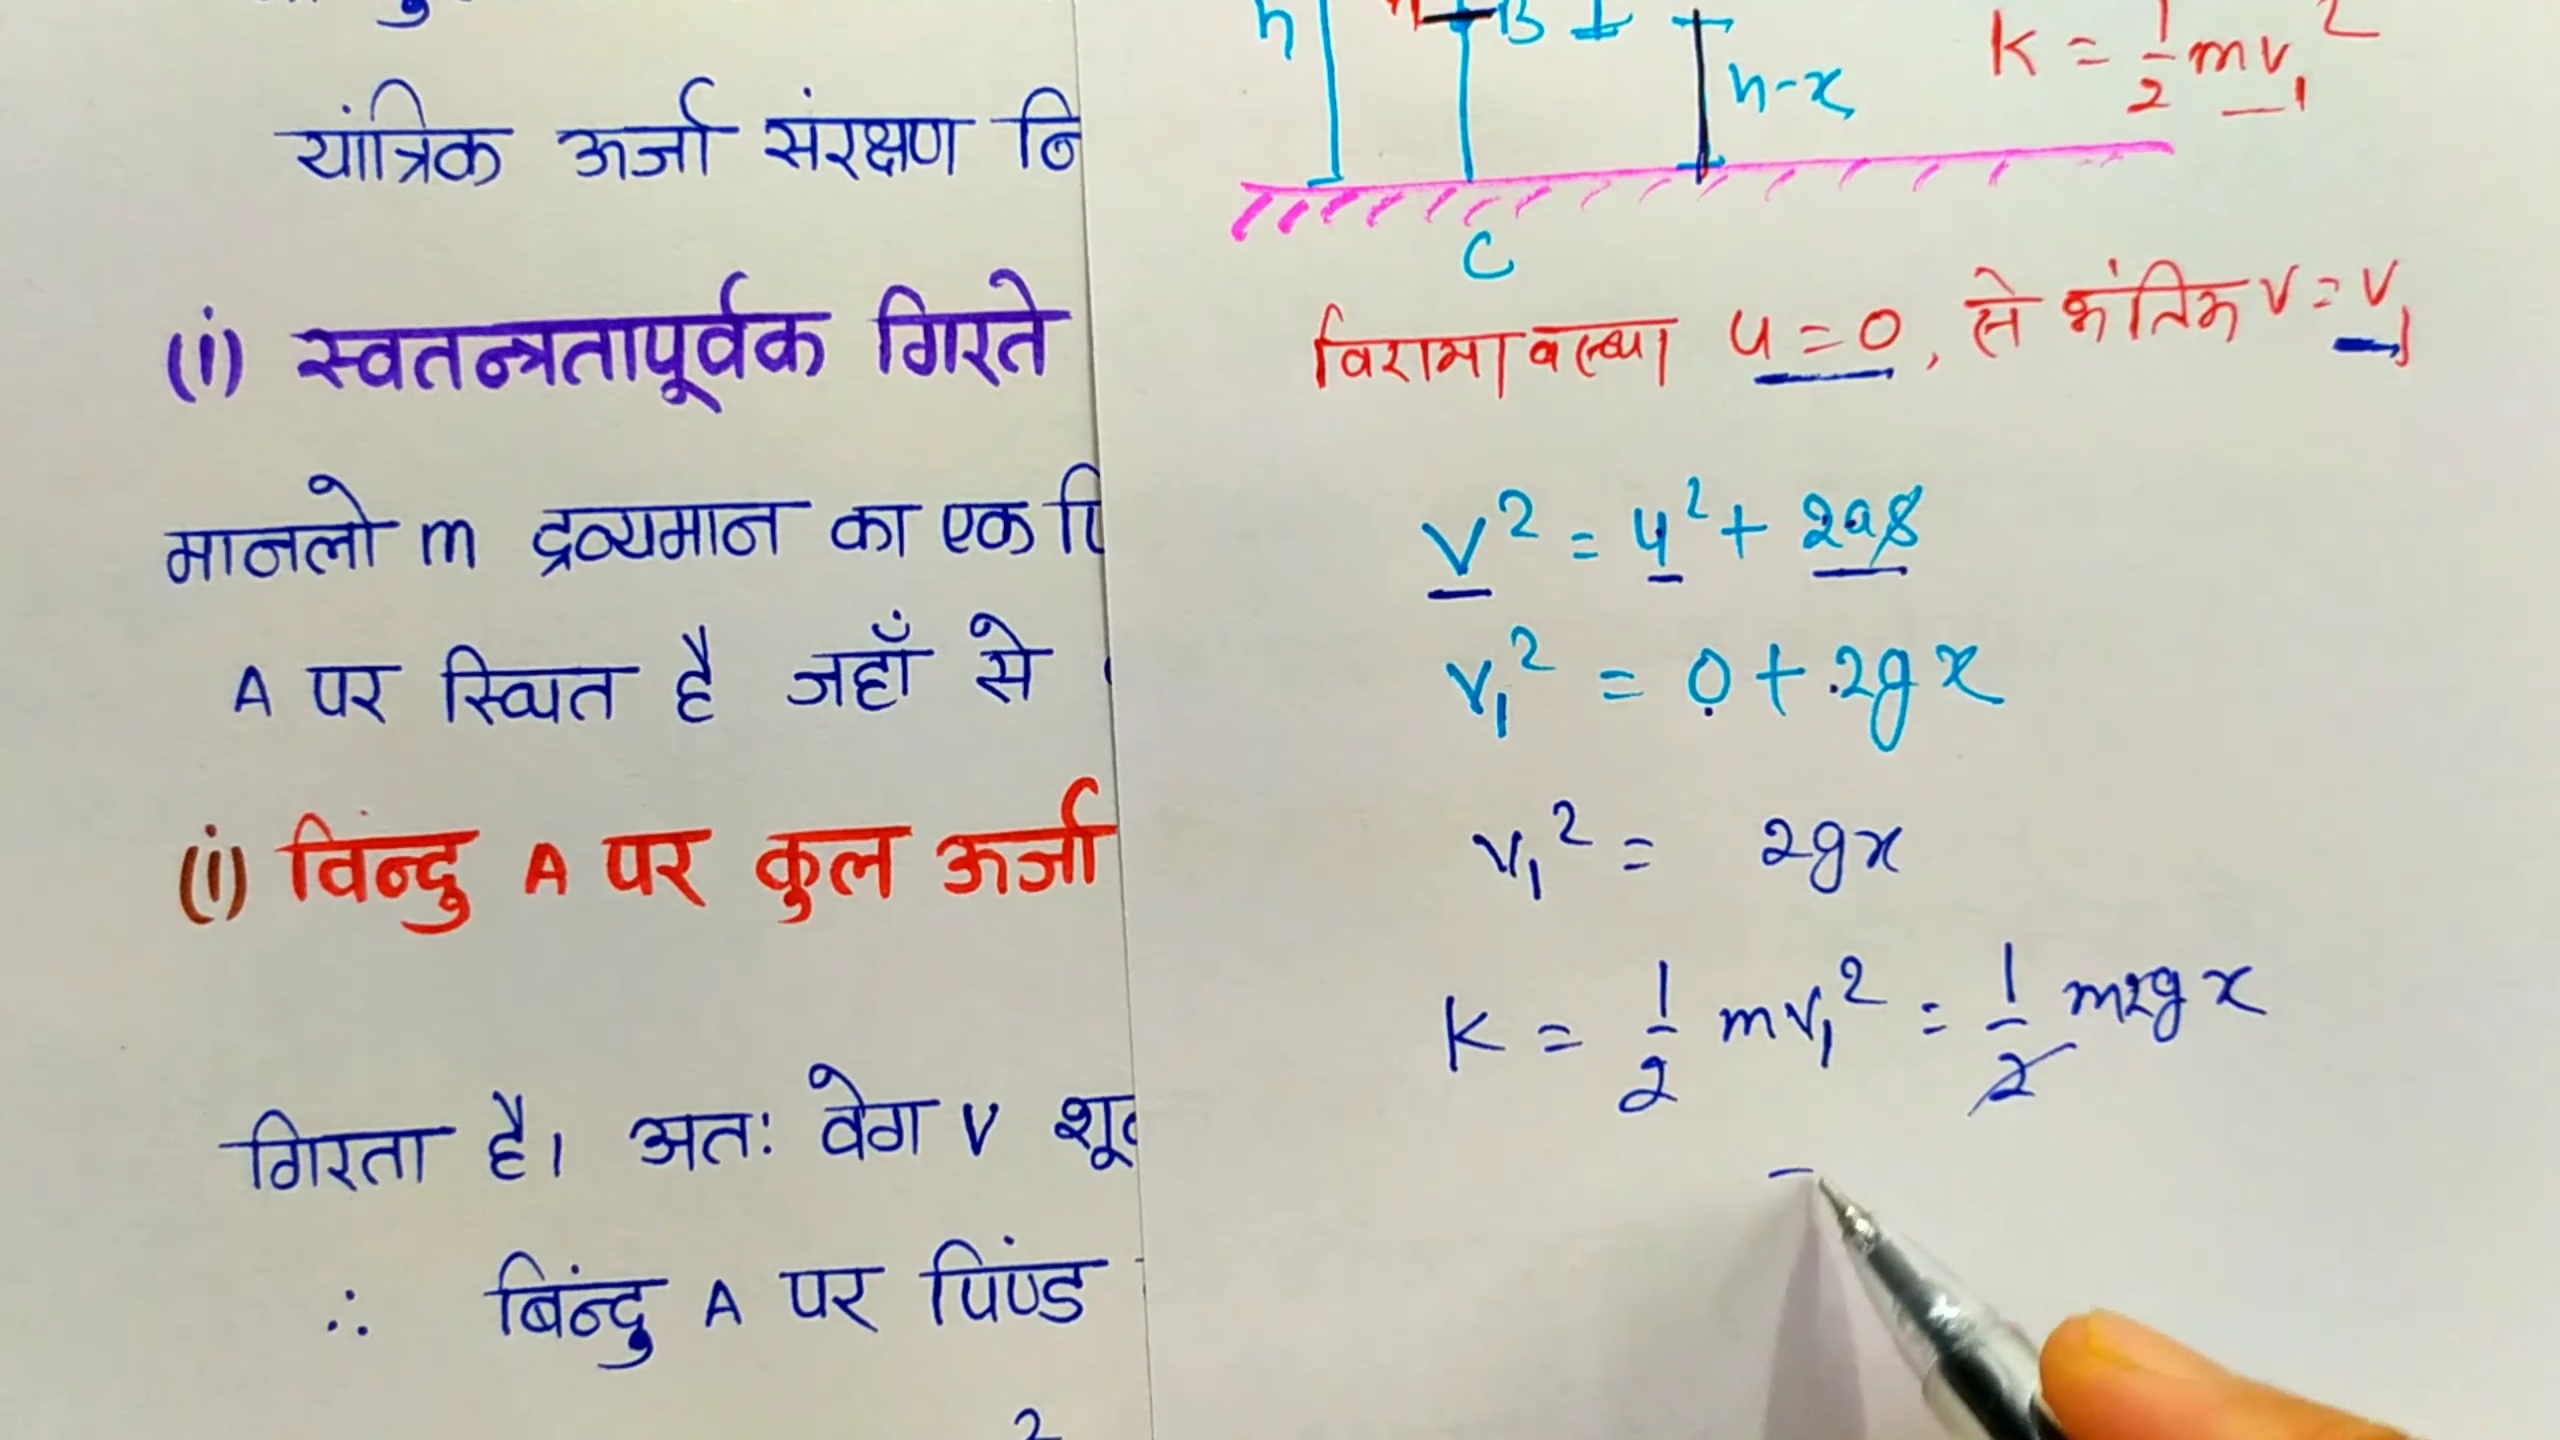 यांत्रिक ऊर्जा संरक्षण
(i) स्वतन्त्रतापूर्वक गिरते
मानलो m द्रव्यमान का एक
A पर स्थित है जहाँ से
(i) विन्दु A पर कुल ऊर्जा
गिरता है। अतः वेग v
∴ बिंन्दु A पर पिंण्ड
2
h B
h-x
K = 1/2 mv₁²
C
विरामावस्था u=0, से v=v₁
v² = u² + 2as
v₁² = 0 + 2gx
v₁² = 2gx
K = 1/2 mv₁² = 1/2 m2gx